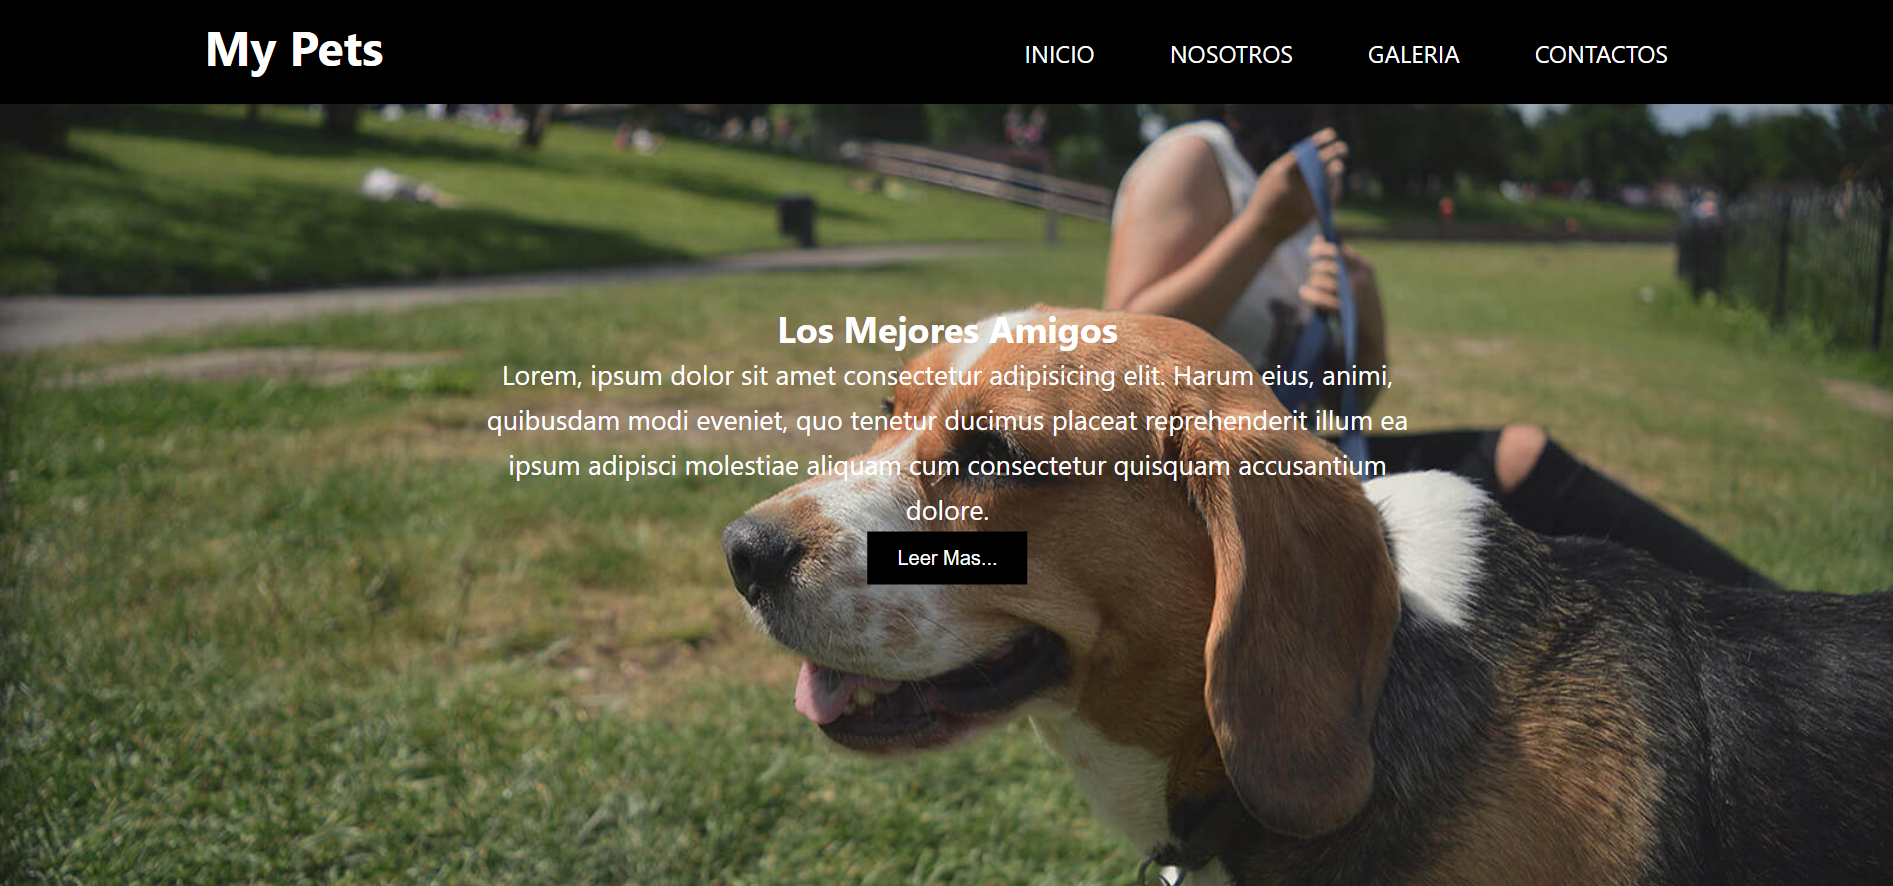 My Pets
INICIO NOSOTROS GALERIA CONTACTOS
Los Mejores Amigos
Lorem, ipsum dolor sit amet consectetur adipisicing elit. Harum eius, animi,
quibusdam modi eveniet, quo tenetur ducimus placeat reprehenderit illum ea
ipsum adipisci molestiae aliquam cum consectetur quisquam accusantium
dolore.
Leer Mas...